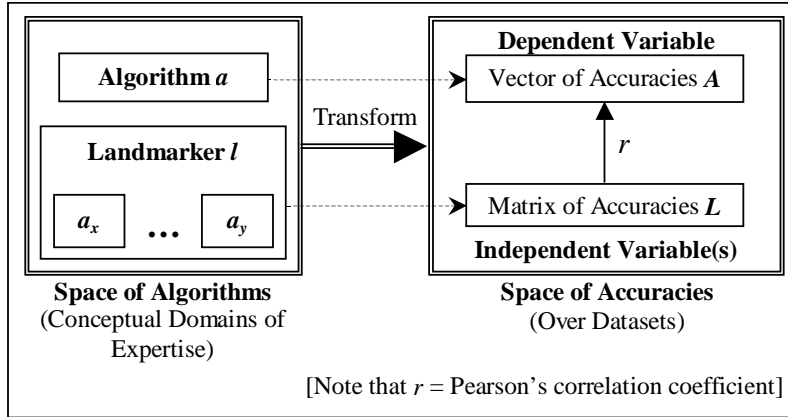 Algorithm a
Landmarker l
a_x ... a_y
Space of Algorithms
(Conceptual Domains of
Expertise)
Transform
Dependent Variable
Vector of Accuracies A
r
Matrix of Accuracies L
Independent Variable(s)
Space of Accuracies
(Over Datasets)
[Note that r = Pearson's correlation coefficient]